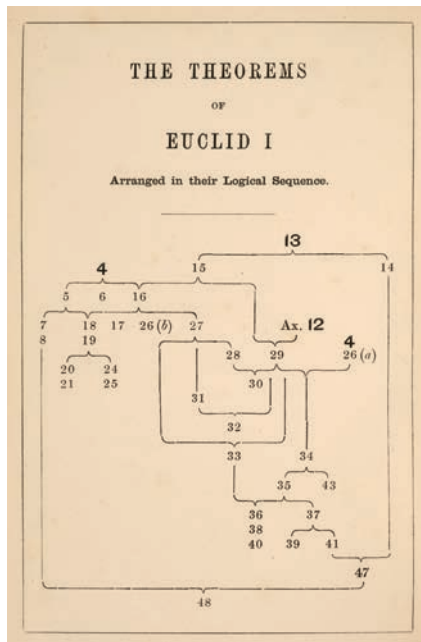 THE THEOREMS
OF
EUCLID I
Arranged in their Logical Sequence.
13
4 15 14
5 6 16
7 18 17 26 (b) 27 Ax. 12 4
8 19 28 29 26 (a)
20 24 30
21 25 31
32
33 34
35 43
36 37
38
40 39 41
47
48